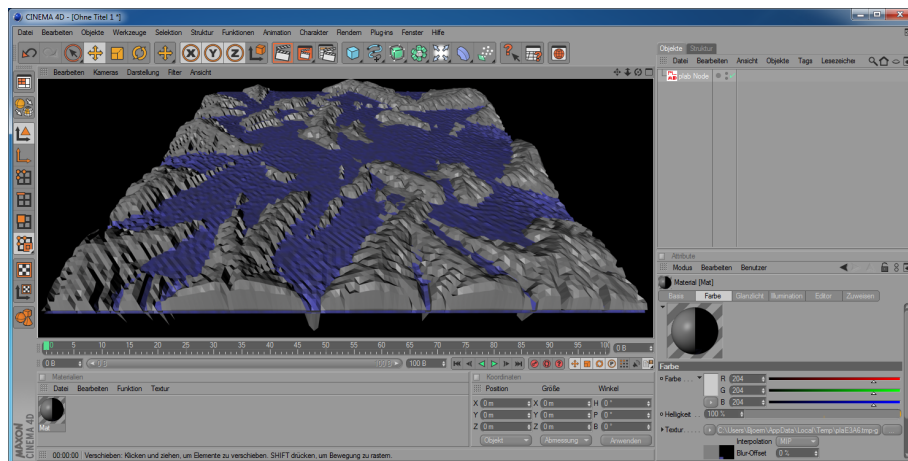 CINEMA 4D - [Ohne Titel 1 *]
Datei Bearbeiten Objekte Werkzeuge Selektion Struktur Funktionen Animation Charakter Rendern Plug-ins Fenster Hilfe
X Y Z
Objekte Struktur
Datei Bearbeiten Ansicht Objekte Tags Lesezeichen
plab Node
Bearbeiten Kameras Darstellung Filter Ansicht
Attribute
Modus Bearbeiten Benutzer
Material [Mat]
Basis Farbe Glanzlicht Illumination Editor Zuweisen
0 5 10 15 20 25 30 35 40 45 50 55 60 65 70 75 80 85 90 95 100 0 B
0 B 0 B 100 B 100 B
Materialien
Datei Bearbeiten Funktion Textur
Mat
Koordinaten
Position Größe Winkel
X 0 m X 0 m H 0 °
Y 0 m Y 0 m P 0 °
Z 0 m Z 0 m B 0 °
Objekt Abmessung Anwenden
Farbe
Farbe . . . R 204
G 204
B 204
Helligkeit . 100 %
Textur . . . C:\Users\Bjoern\AppData\Local\Temp\plaE3A6.tmp-g
Interpolation MIP
Blur-Offset 0 %
MAXON
CINEMA 4D
00:00:00 Verschieben: Klicken und ziehen, um Elemente zu verschieben. SHIFT drücken, um Bewegung zu rastern.